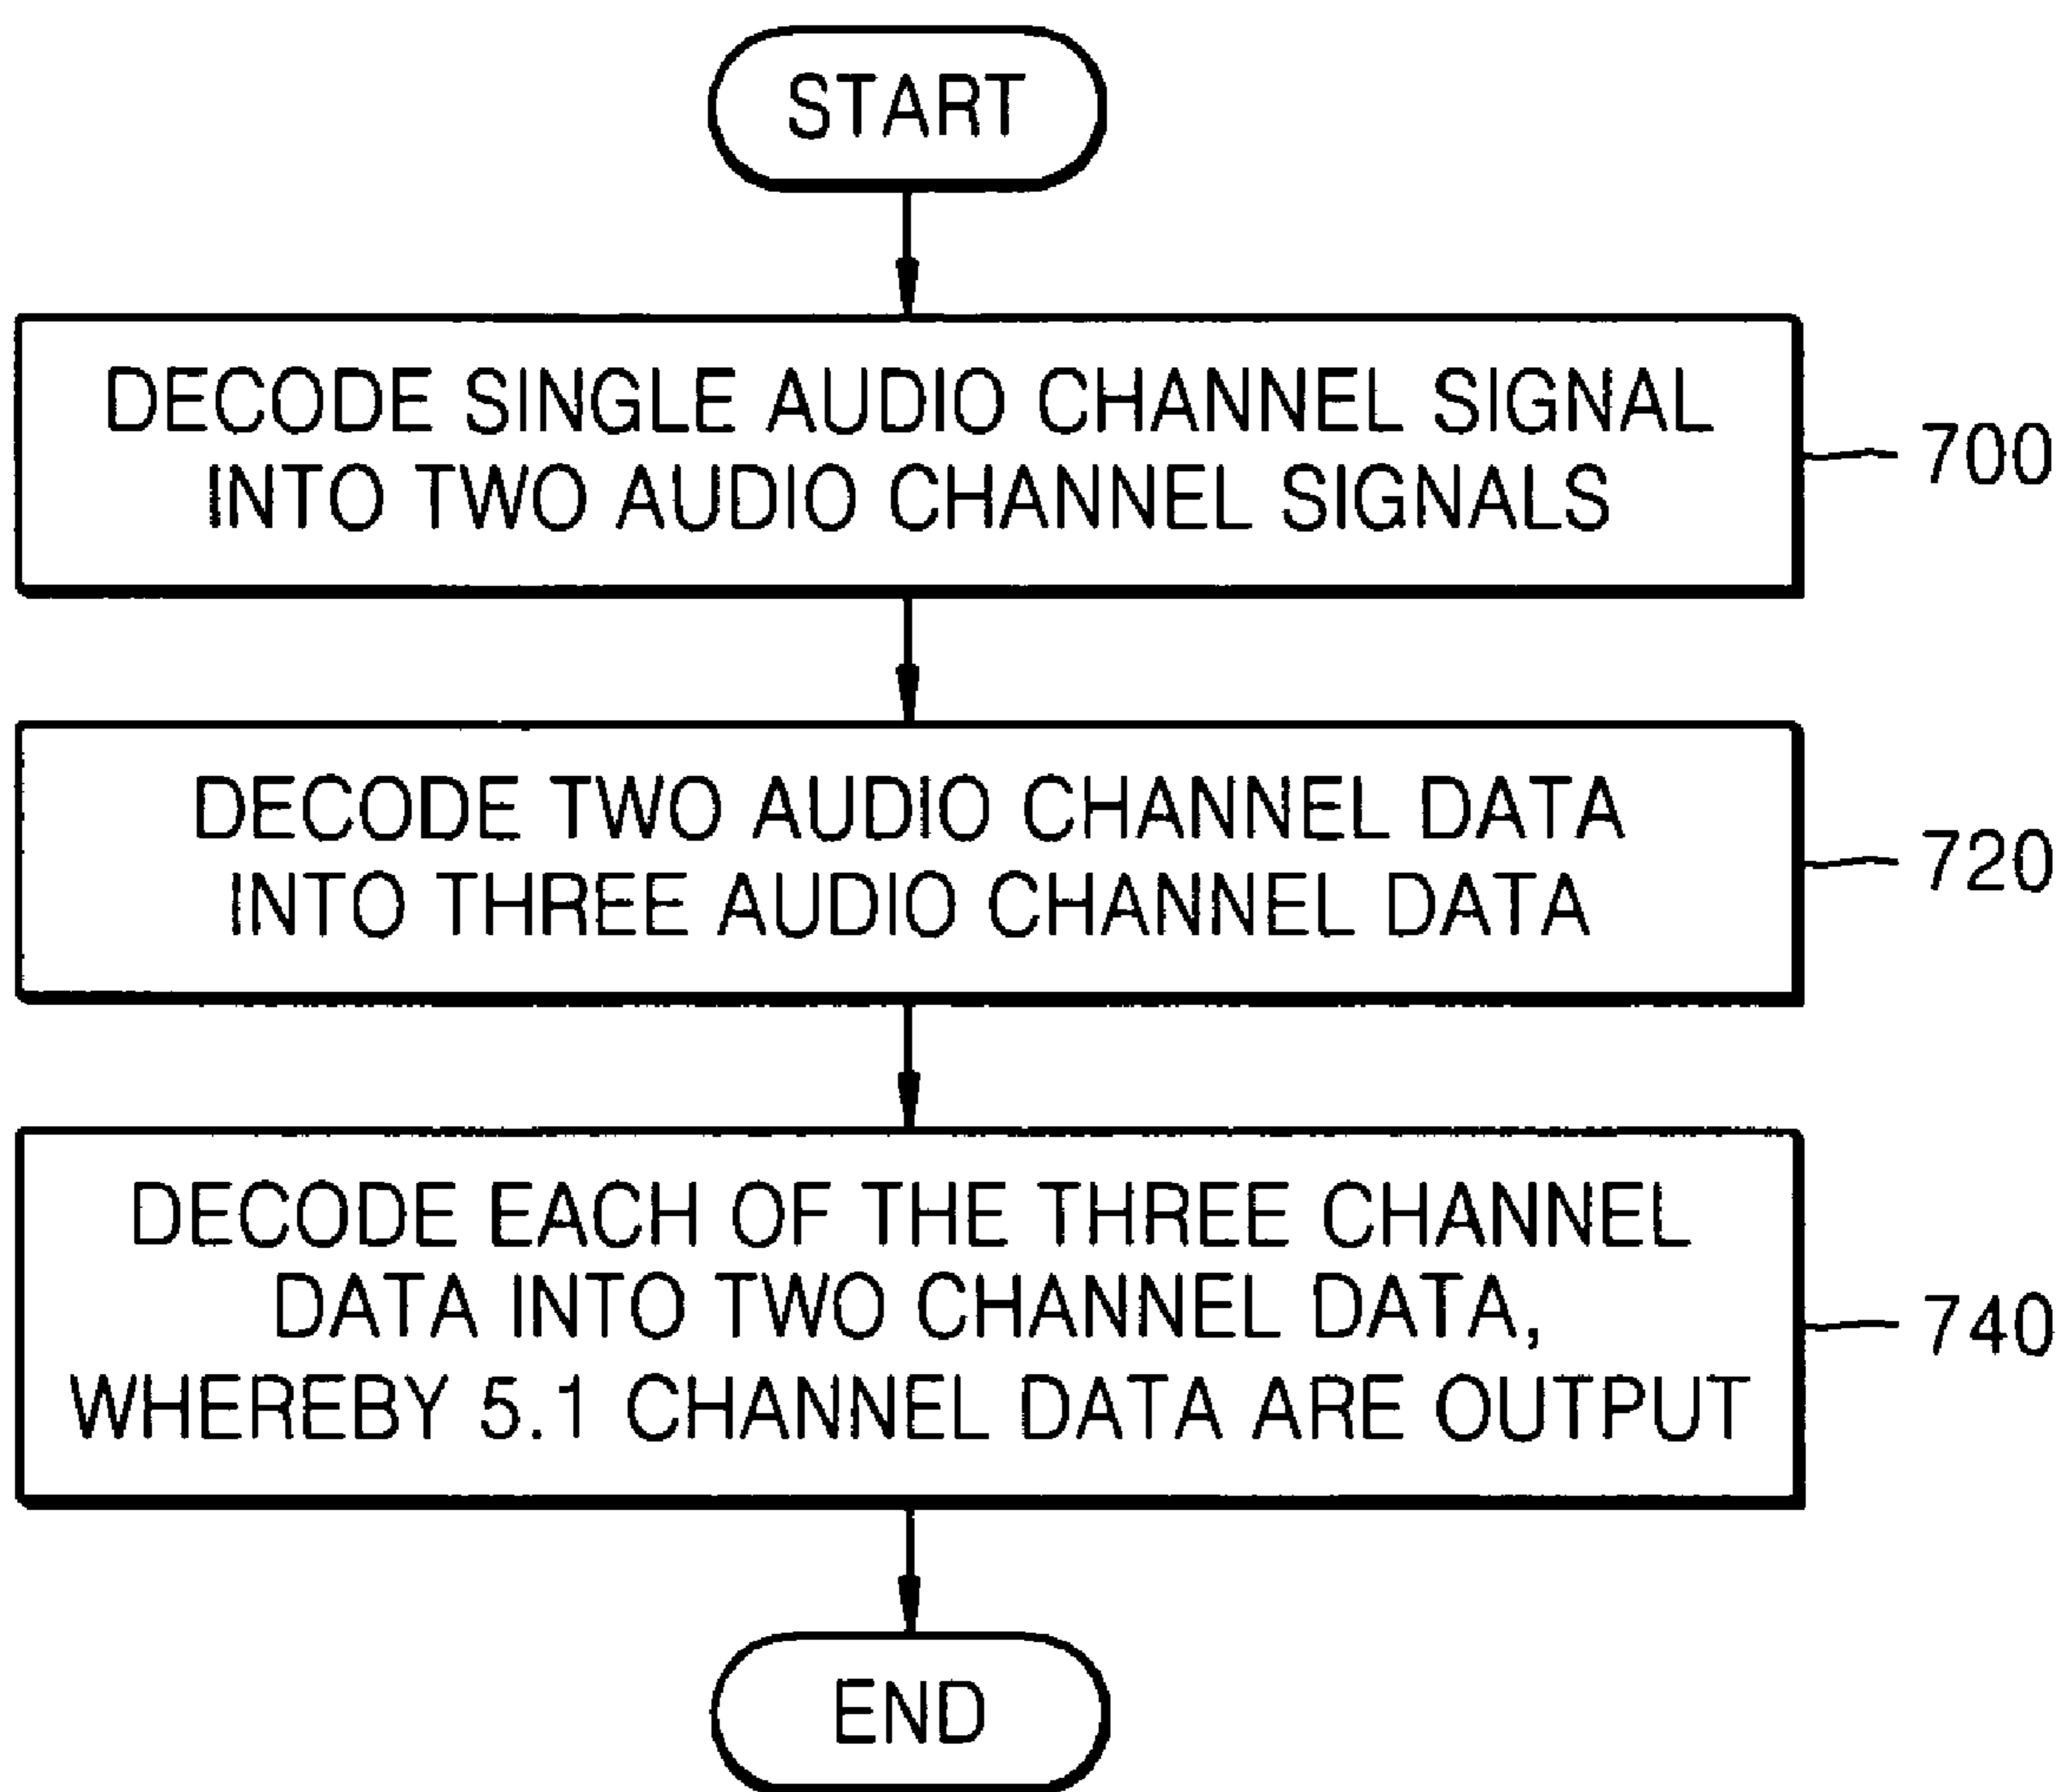 START
DECODE SINGLE AUDIO CHANNEL SIGNAL
INTO TWO AUDIO CHANNEL SIGNALS
700
DECODE TWO AUDIO CHANNEL DATA
INTO THREE AUDIO CHANNEL DATA
720
DECODE EACH OF THE THREE CHANNEL
DATA INTO TWO CHANNEL DATA,
WHEREBY 5.1 CHANNEL DATA ARE OUTPUT
740
END